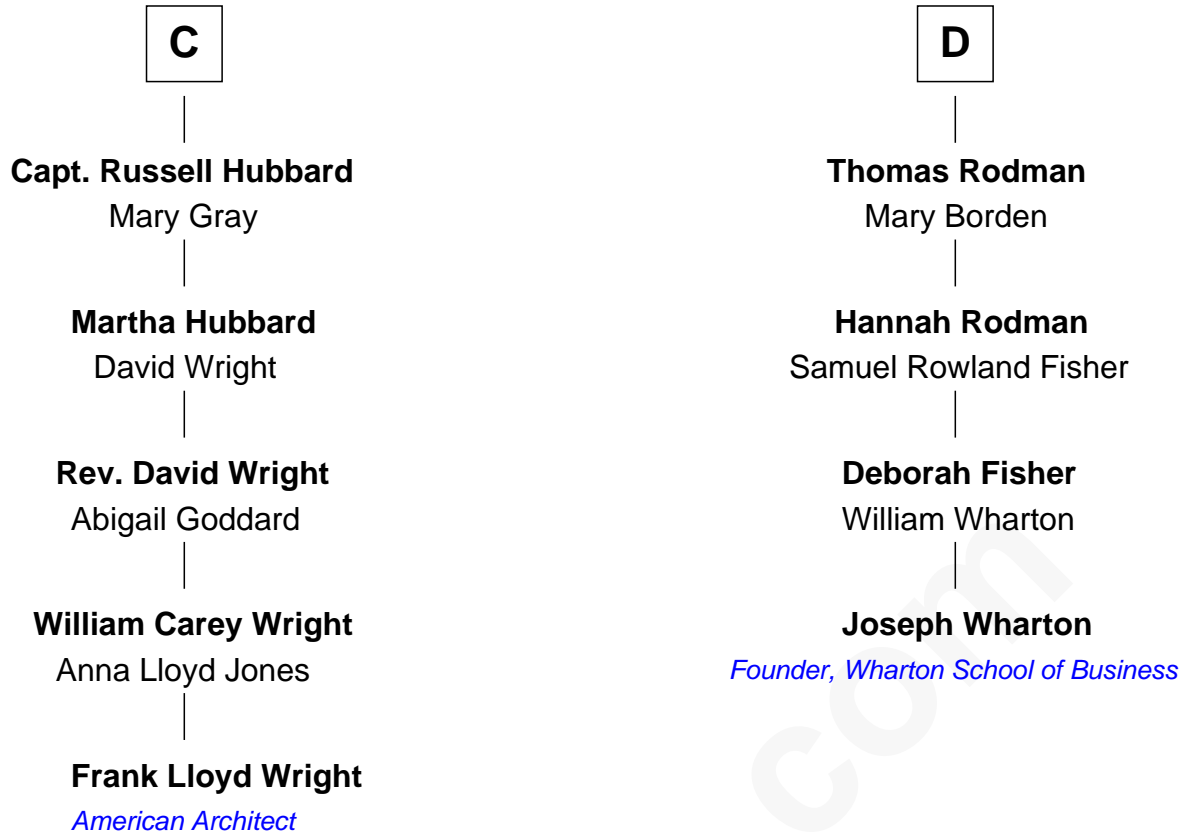 C
Capt. Russell Hubbard
Mary Gray
Martha Hubbard
David Wright
Rev. David Wright
Abigail Goddard
William Carey Wright
Anna Lloyd Jones
Frank Lloyd Wright
American Architect
D
Thomas Rodman
Mary Borden
Hannah Rodman
Samuel Rowland Fisher
Deborah Fisher
William Wharton
Joseph Wharton
Founder, Wharton School of Business
com